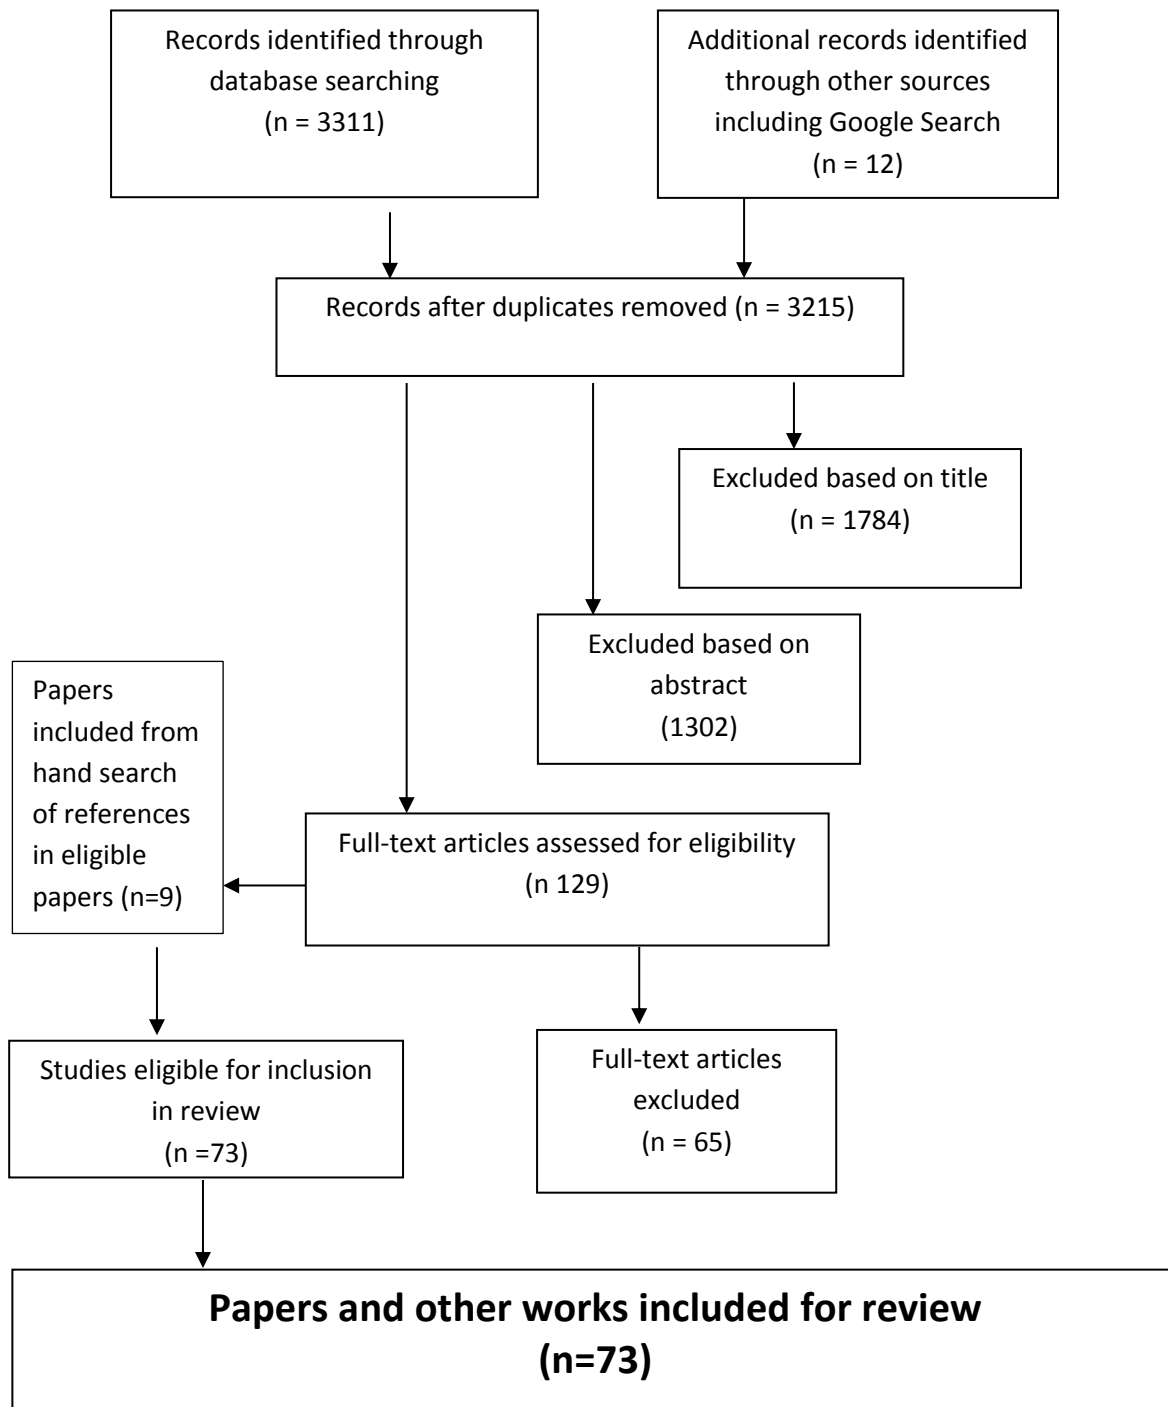 Records identified through
database searching
(n = 3311)
Additional records identified
through other sources
including Google Search
(n = 12)
Records after duplicates removed (n = 3215)
Excluded based on title
(n = 1784)
Excluded based on
abstract
(1302)
Papers
included from
hand search
of references
in eligible
papers (n=9)
Full-text articles assessed for eligibility
(n 129)
Studies eligible for inclusion
in review
(n =73)
Full-text articles
excluded
(n = 65)
Papers and other works included for review
(n=73)